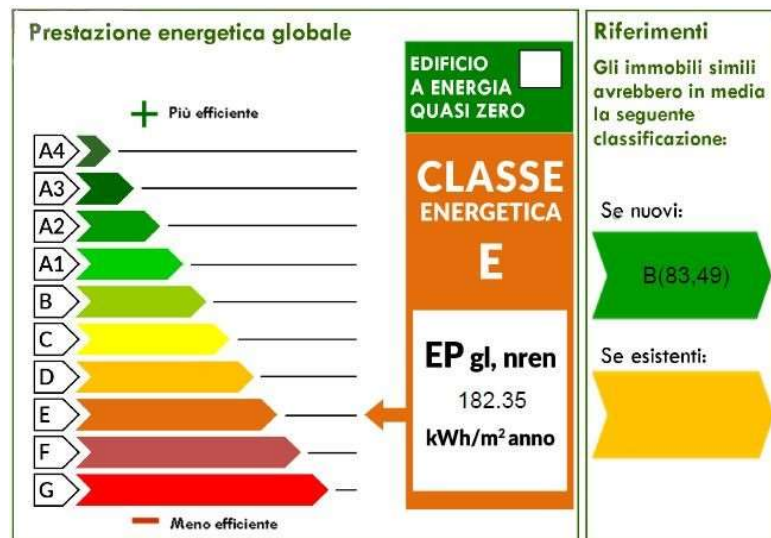 Prestazione energetica globale
Più efficiente
A4
A3
A2
A1
B
C
D
E
F
G
Meno efficiente
EDIFICIO
A ENERGIA
QUASI ZERO
CLASSE
ENERGETICA
E
EP gl, nren
182.35
kWh/m² anno
Riferimenti
Gli immobili simili
avrebbero in media
la seguente
classificazione:
Se nuovi:
B(83,49)
Se esistenti: